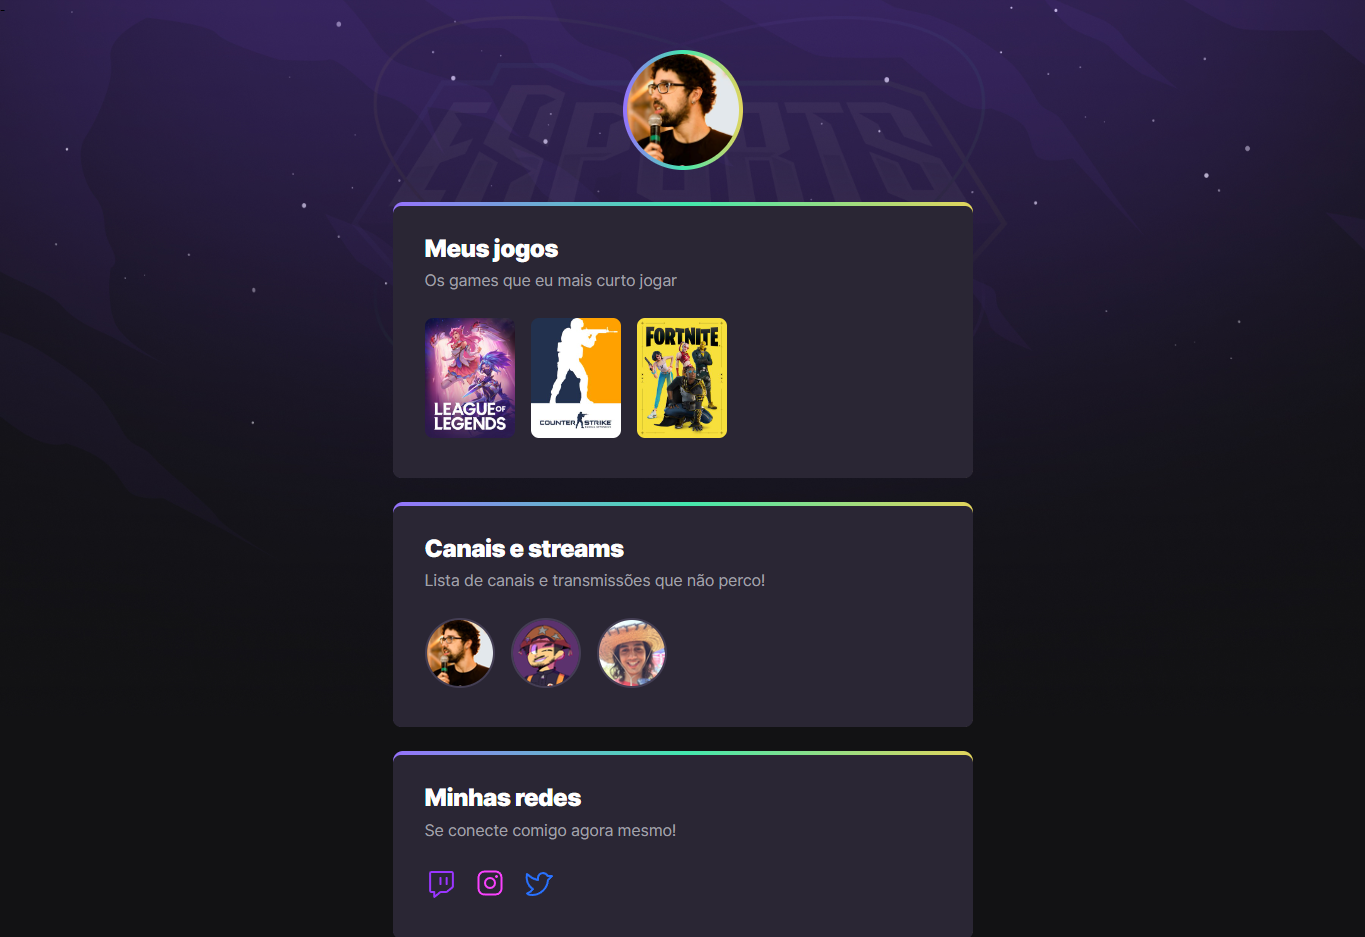 ESPORTS
Meus jogos
Os games que eu mais curto jogar
LEAGUE OF
LEGENDS
COUNTER STRIKE
FORTNITE
Canais e streams
Lista de canais e transmissões que não perco!
Minhas redes
Se conecte comigo agora mesmo!